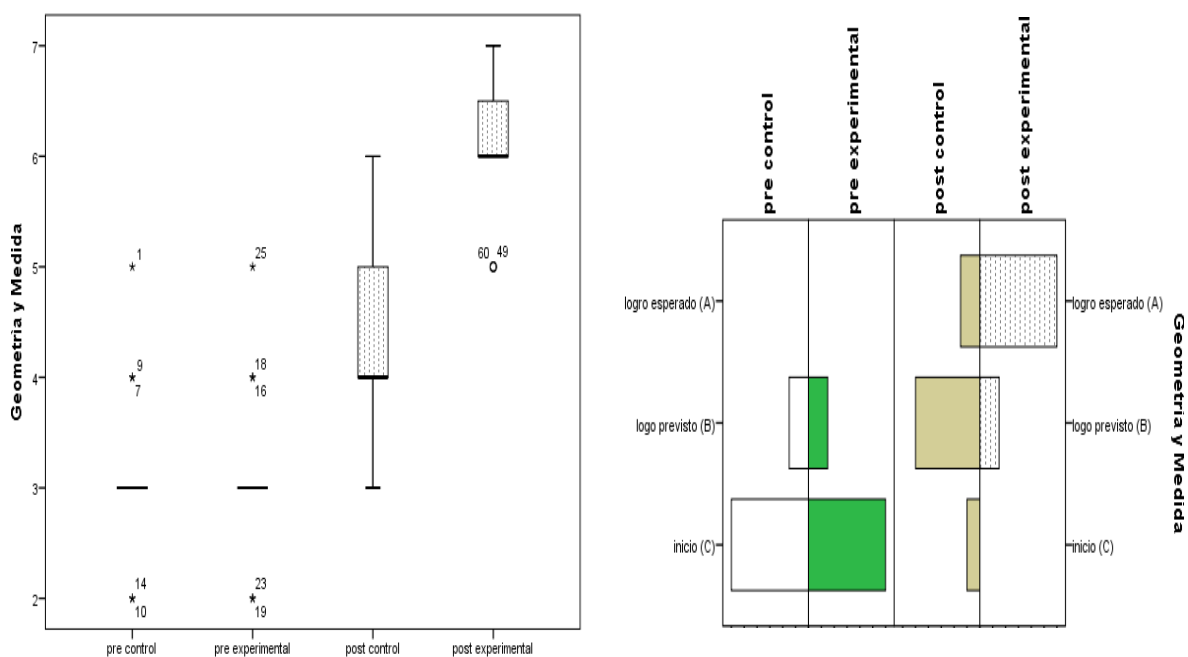 Geometría y Medida
7
6
5
4
3
2
1
9
7
14
10
25
18
16
23
19
60 49
pre control
pre experimental
post control
post experimental
pre control
pre experimental
post control
post experimental
logro esperado (A)
logo previsto (B)
inicio (C)
logro esperado (A)
logo previsto (B)
inicio (C)
Geometria y Medida